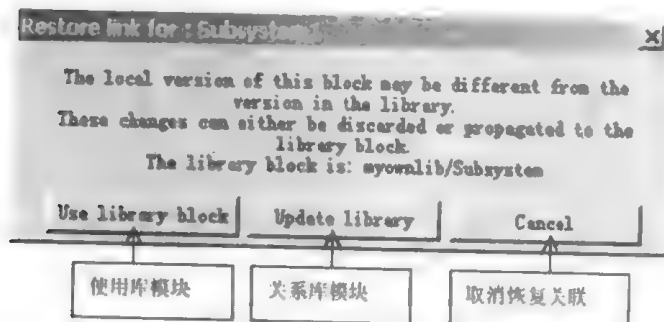 Restore link for : Subsystem
The local version of this block may be different from the
version in the library.
These changes can either be discarded or propagated to the
library block
The library block is: myownlib/Subsystem
Use library block
Update library
Cancel
使用库模块
关系库模块
取消恢复关联